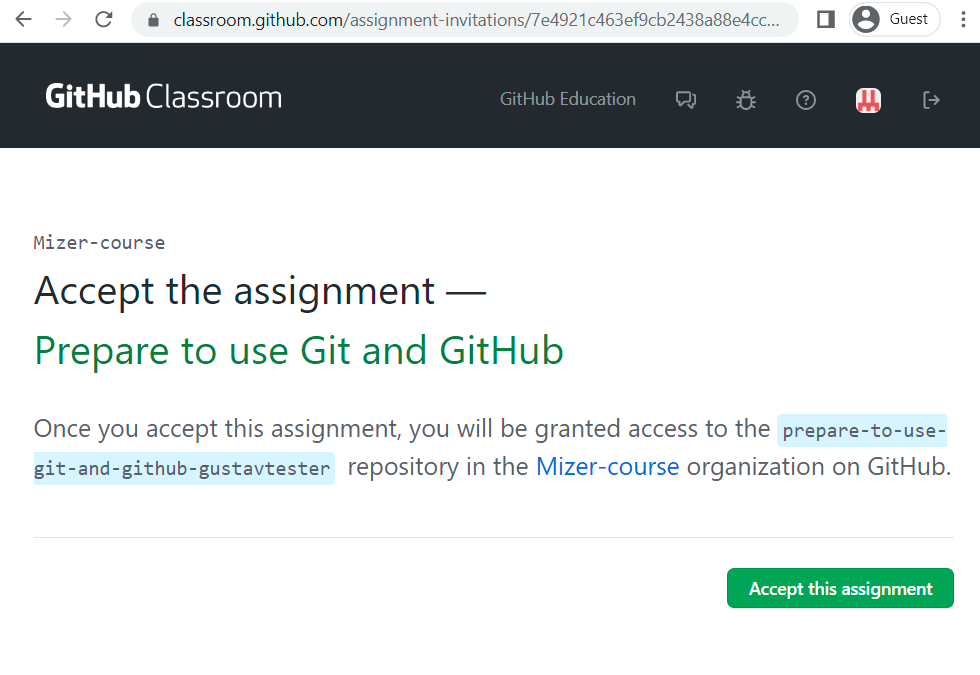 classroom.github.com/assignment-invitations/7e4921c463ef9cb2438a88e4cc...
Guest
GitHub Classroom
GitHub Education
Mizer-course
Accept the assignment —
Prepare to use Git and GitHub
Once you accept this assignment, you will be granted access to the prepare-to-use-
git-and-github-gustavtester repository in the Mizer-course organization on GitHub.
Accept this assignment